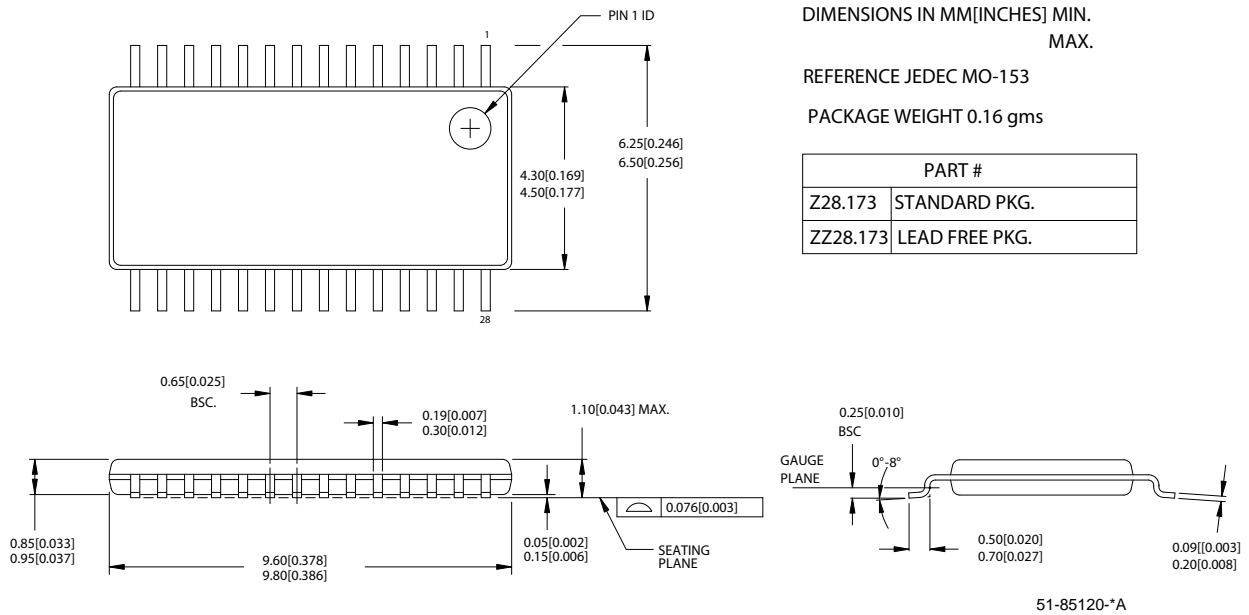 PIN 1 ID
1
DIMENSIONS IN MM[INCHES] MIN.
MAX.
REFERENCE JEDEC MO-153
PACKAGE WEIGHT 0.16 gms
PART #
Z28.173 STANDARD PKG.
ZZ28.173 LEAD FREE PKG.
6.25[0.246]
6.50[0.256]
4.30[0.169]
4.50[0.177]
28
0.65[0.025]
BSC.
0.19[0.007]
0.30[0.012]
1.10[0.043] MAX.
0.25[0.010]
BSC
GAUGE
PLANE
0°-8°
0.076[0.003]
0.85[0.033]
0.95[0.037]
9.60[0.378]
9.80[0.386]
0.05[0.002]
0.15[0.006]
SEATING
PLANE
0.50[0.020]
0.70[0.027]
0.09[[0.003]
0.20[0.008]
51-85120-*A